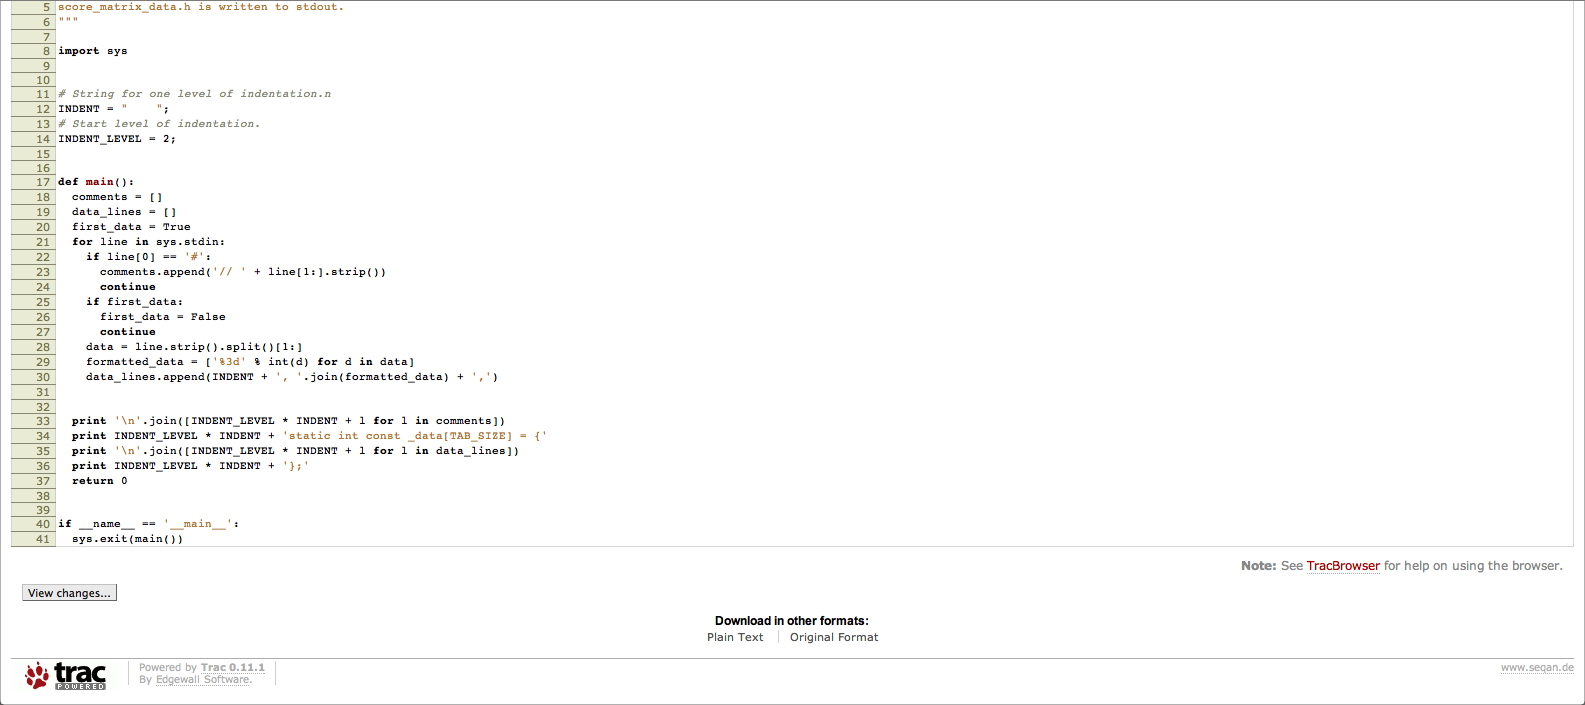 5 score_matrix_data.h is written to stdout.
6 """
7
8 import sys
9
10
11 # String for one level of indentation.n
12 INDENT = "    ";
13 # Start level of indentation.
14 INDENT_LEVEL = 2;
15
16
17 def main():
18   comments = []
19   data_lines = []
20   first_data = True
21   for line in sys.stdin:
22     if line[0] == '#':
23       comments.append('// ' + line[1:].strip())
24       continue
25     if first_data:
26       first_data = False
27       continue
28     data = line.strip().split()[1:]
29     formatted_data = ['%3d' % int(d) for d in data]
30     data_lines.append(INDENT + ', '.join(formatted_data) + ',')
31
32
33   print '\n'.join([INDENT_LEVEL * INDENT + l for l in comments])
34   print INDENT_LEVEL * INDENT + 'static int const _data[TAB_SIZE] = {'
35   print '\n'.join([INDENT_LEVEL * INDENT + l for l in data_lines])
36   print INDENT_LEVEL * INDENT + '};'
37   return 0
38
39
40 if __name__ == '__main__':
41   sys.exit(main())
Note: See TracBrowser for help on using the browser.
View changes...
Download in other formats:
Plain Text
Original Format
trac
POWERED
Powered by Trac 0.11.1
By Edgewall Software.
www.seqan.de